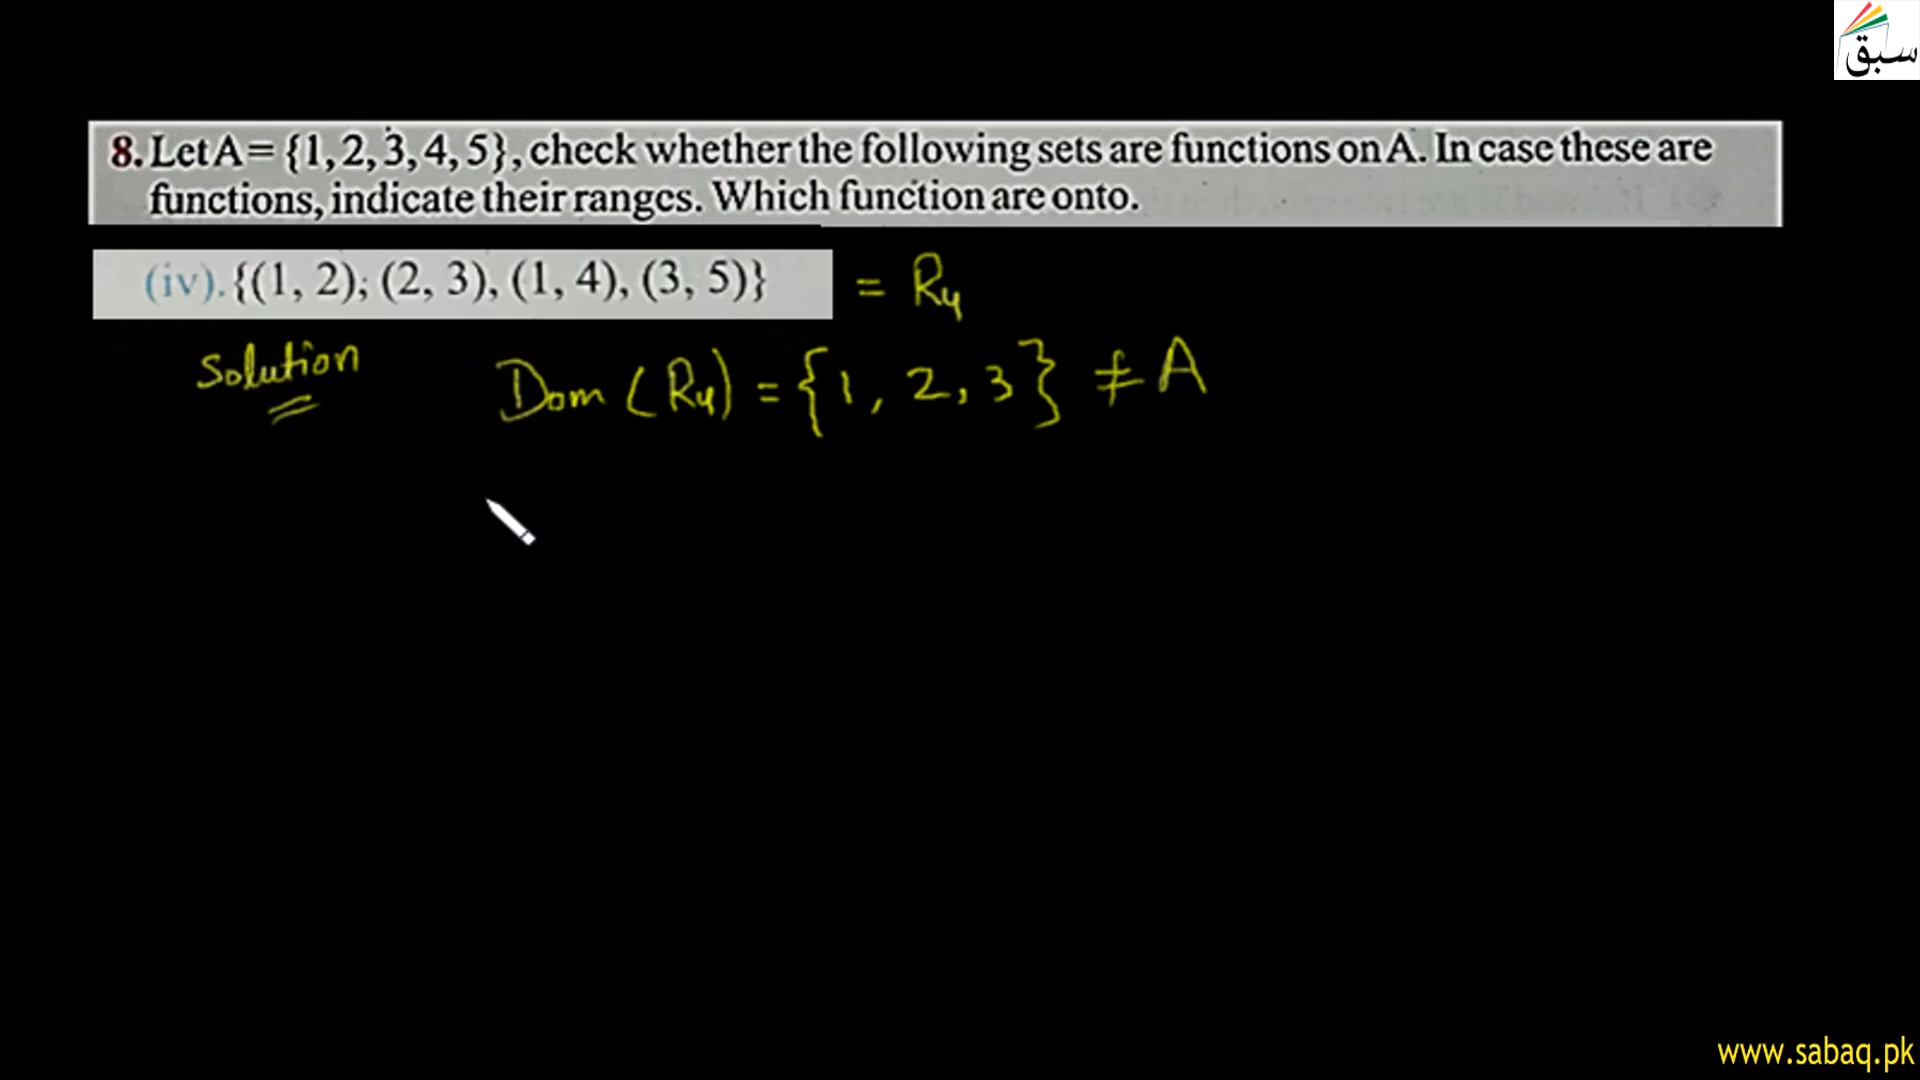 سبق
8. Let A = {1, 2, 3, 4, 5}, check whether the following sets are functions on A. In case these are
functions, indicate their ranges. Which function are onto.
(iv). {(1, 2); (2, 3), (1, 4), (3, 5)} = R₄
Solution Dom (R₄) = {1, 2, 3} ≠ A
www.sabaq.pk